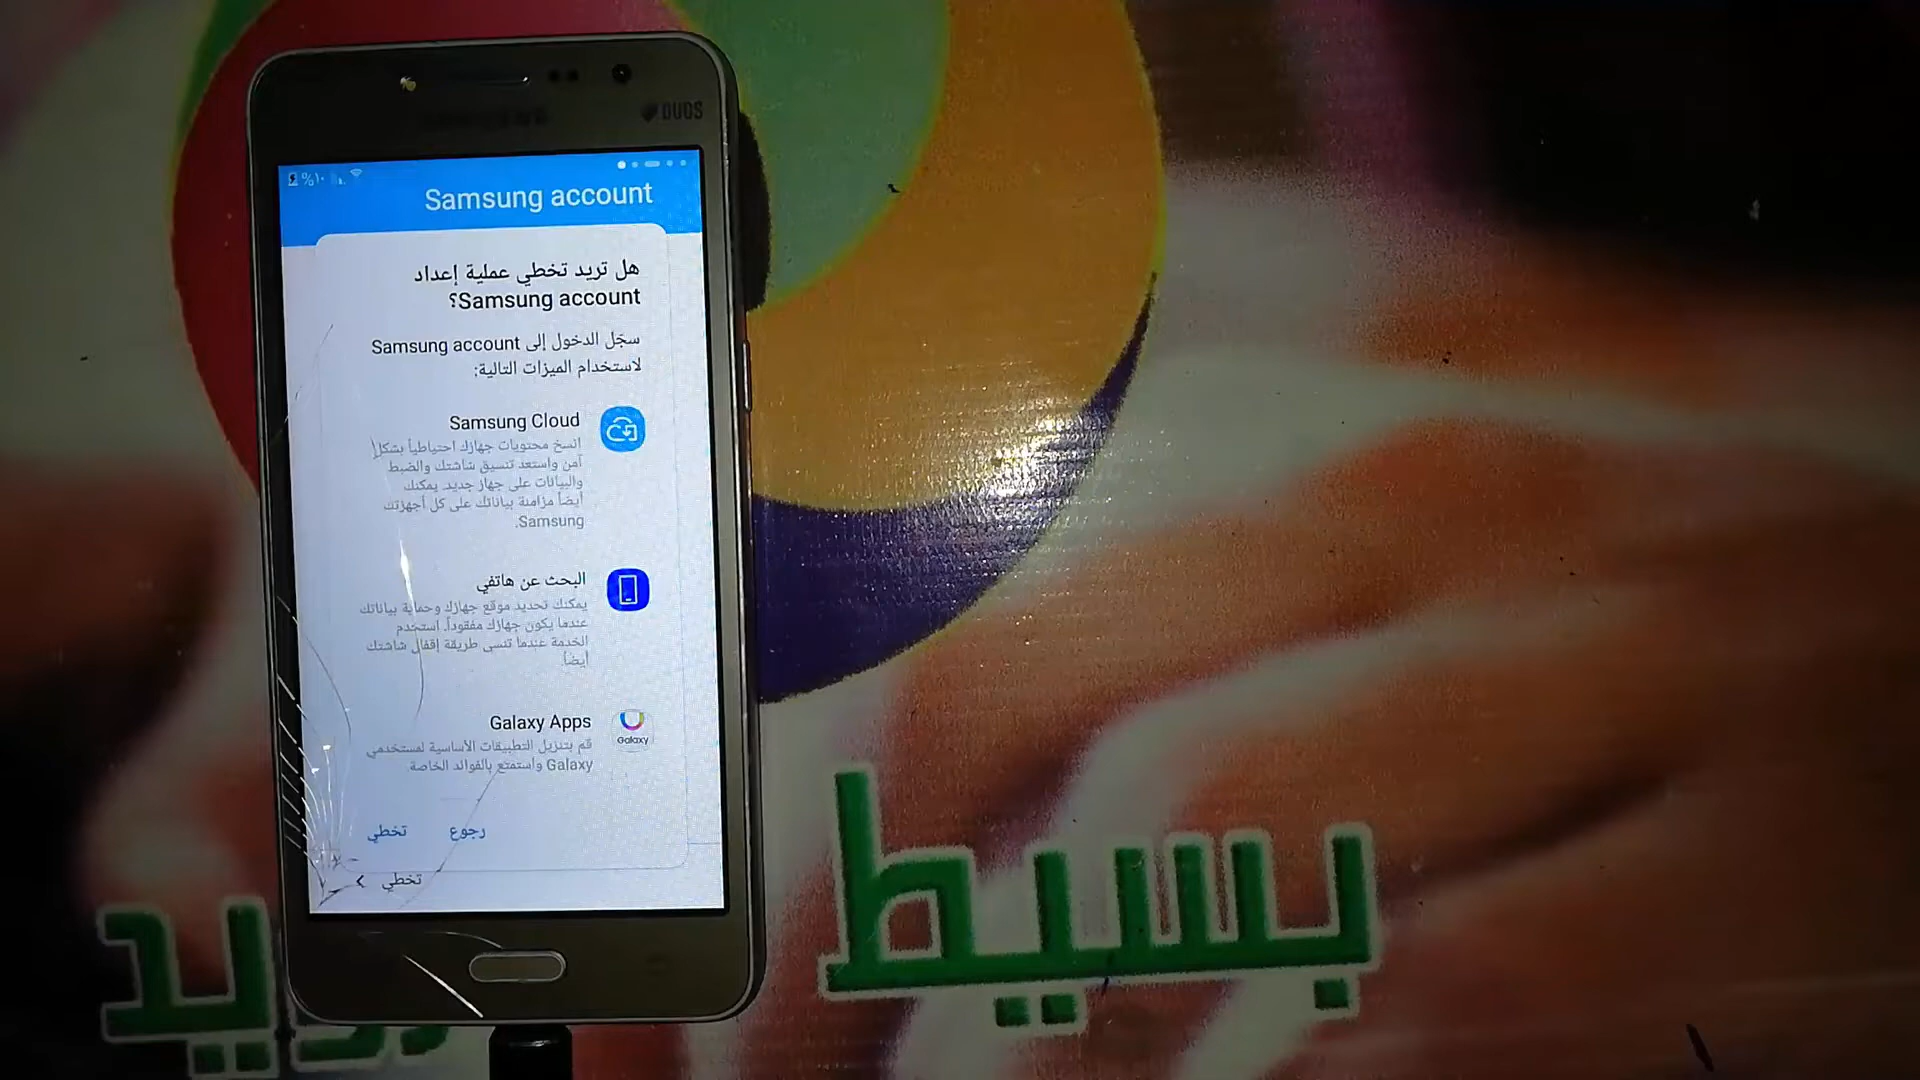 DUOS
%١٠
Samsung account
هل تريد تخطي عملية إعداد
Samsung account؟
سجّل الدخول إلى Samsung account
لاستخدام الميزات التالية:
Samsung Cloud
انسخ محتويات جهازك احتياطياً بشكل
آمن واستعد تنسيق شاشتك والضبط
والبيانات على جهاز جديد. يمكنك
أيضاً مزامنة بياناتك على كل أجهزتك
Samsung.
البحث عن هاتفي
يمكنك تحديد موقع جهازك وحماية بياناتك
عندما يكون جهازك مفقوداً. استخدم
الخدمة عندما تنسى طريقة إقفال شاشتك
أيضاً.
Galaxy Apps
Galaxy
قم بتنزيل التطبيقات الأساسية لمستخدمي
Galaxy واستمتع بالفوائد الخاصة.
رجوع
تخطي
تخطي
بسيط